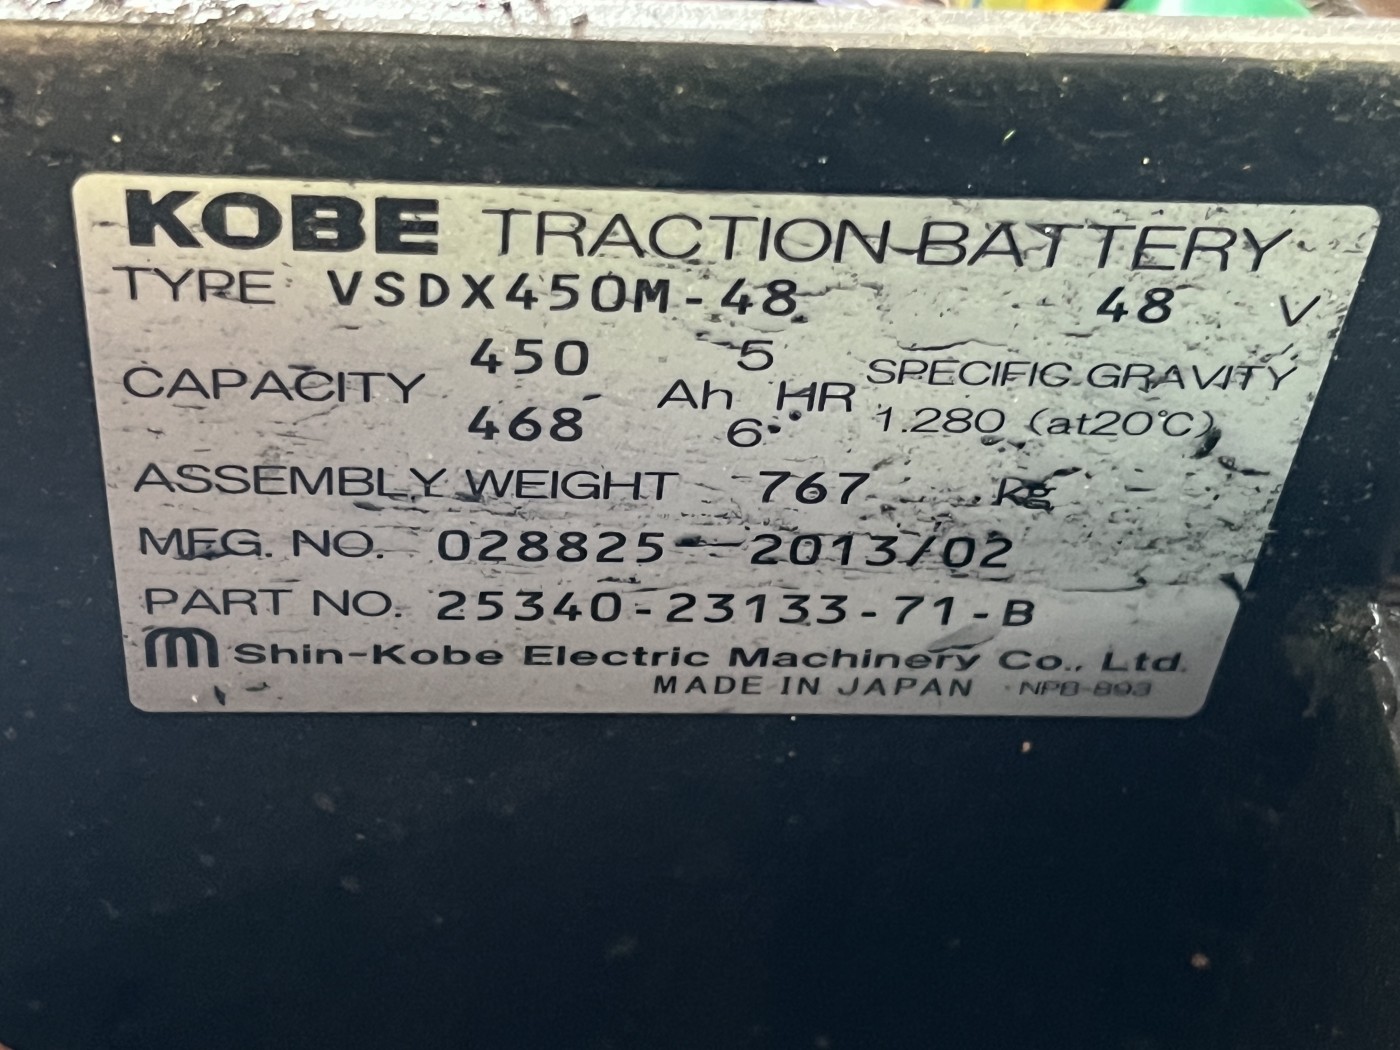 KOBE TRACTION BATTERY
TYPE VSDX450M-48 48 V
450 5
CAPACITY Ah HR SPECIFIC GRAVITY
468 6 1.280 (at20℃)
ASSEMBLY WEIGHT 767 kg
MFG. NO. 028825-2013/02
PART NO. 25340-23133-71-B
Shin-Kobe Electric Machinery Co., Ltd.
MADE IN JAPAN